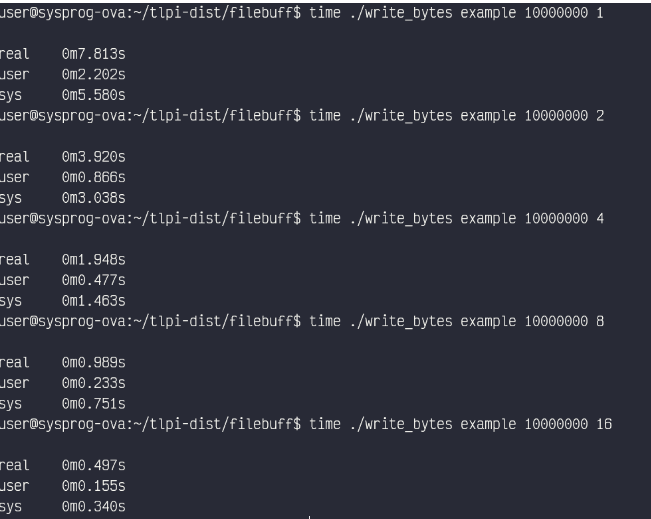 user@sysprog-ova:~/tlpi-dist/filebuff$ time ./write_bytes example 10000000 1
real 0m7.813s
user 0m2.202s
sys 0m5.580s
user@sysprog-ova:~/tlpi-dist/filebuff$ time ./write_bytes example 10000000 2
real 0m3.920s
user 0m0.866s
sys 0m3.038s
user@sysprog-ova:~/tlpi-dist/filebuff$ time ./write_bytes example 10000000 4
real 0m1.948s
user 0m0.477s
sys 0m1.463s
user@sysprog-ova:~/tlpi-dist/filebuff$ time ./write_bytes example 10000000 8
real 0m0.989s
user 0m0.233s
sys 0m0.751s
user@sysprog-ova:~/tlpi-dist/filebuff$ time ./write_bytes example 10000000 16
real 0m0.497s
user 0m0.155s
sys 0m0.340s